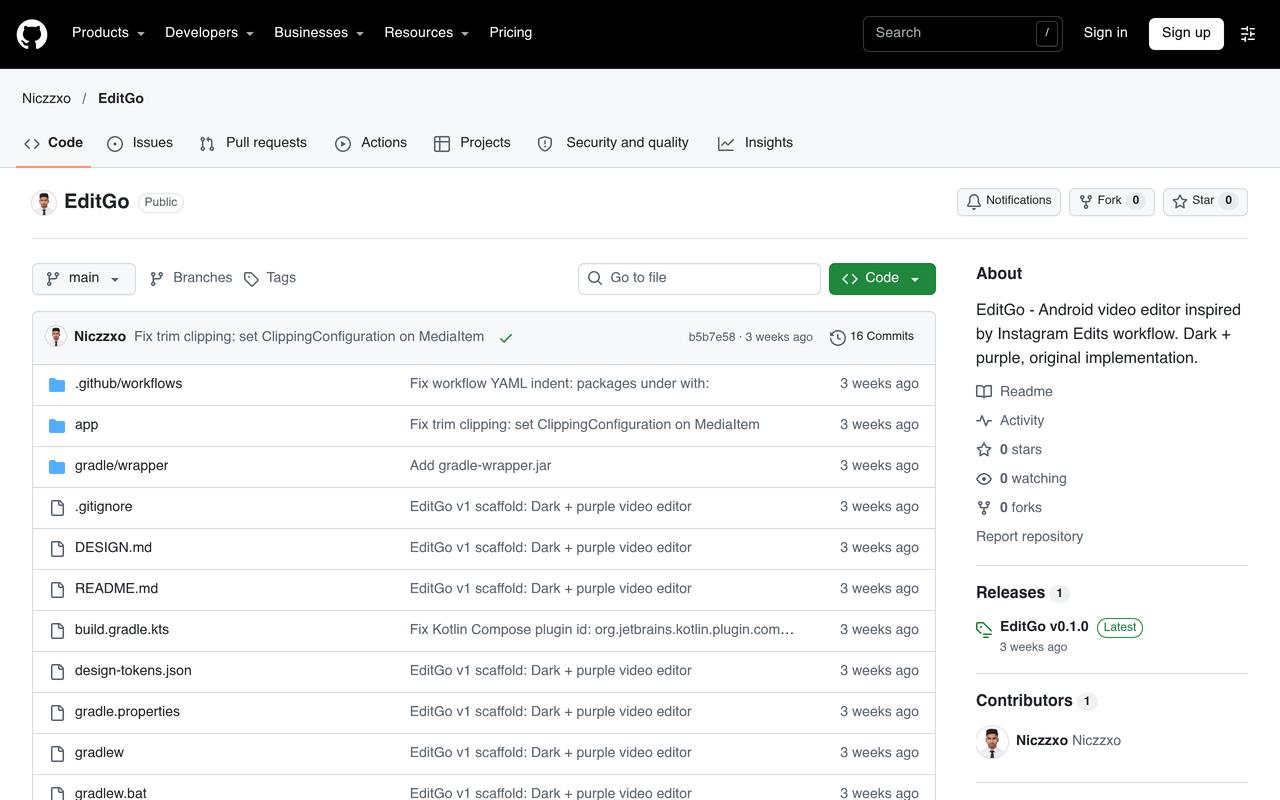 Products Developers Businesses Resources Pricing Search / Sign in Sign up
Niczzxo / EditGo
Code Issues Pull requests Actions Projects Security and quality Insights
EditGo Public Notifications Fork 0 Star 0
main Branches Tags Go to file Code
Niczzxo Fix trim clipping: set ClippingConfiguration on MediaItem b5b7e58 · 3 weeks ago 16 Commits
.github/workflows Fix workflow YAML indent: packages under with: 3 weeks ago
app Fix trim clipping: set ClippingConfiguration on MediaItem 3 weeks ago
gradle/wrapper Add gradle-wrapper.jar 3 weeks ago
.gitignore EditGo v1 scaffold: Dark + purple video editor 3 weeks ago
DESIGN.md EditGo v1 scaffold: Dark + purple video editor 3 weeks ago
README.md EditGo v1 scaffold: Dark + purple video editor 3 weeks ago
build.gradle.kts Fix Kotlin Compose plugin id: org.jetbrains.kotlin.plugin.com… 3 weeks ago
design-tokens.json EditGo v1 scaffold: Dark + purple video editor 3 weeks ago
gradle.properties EditGo v1 scaffold: Dark + purple video editor 3 weeks ago
gradlew EditGo v1 scaffold: Dark + purple video editor 3 weeks ago
gradlew.bat EditGo v1 scaffold: Dark + purple video editor 3 weeks ago
About
EditGo - Android video editor inspired
by Instagram Edits workflow. Dark +
purple, original implementation.
Readme
Activity
0 stars
0 watching
0 forks
Report repository
Releases 1
EditGo v0.1.0 Latest
3 weeks ago
Contributors 1
Niczzxo Niczzxo